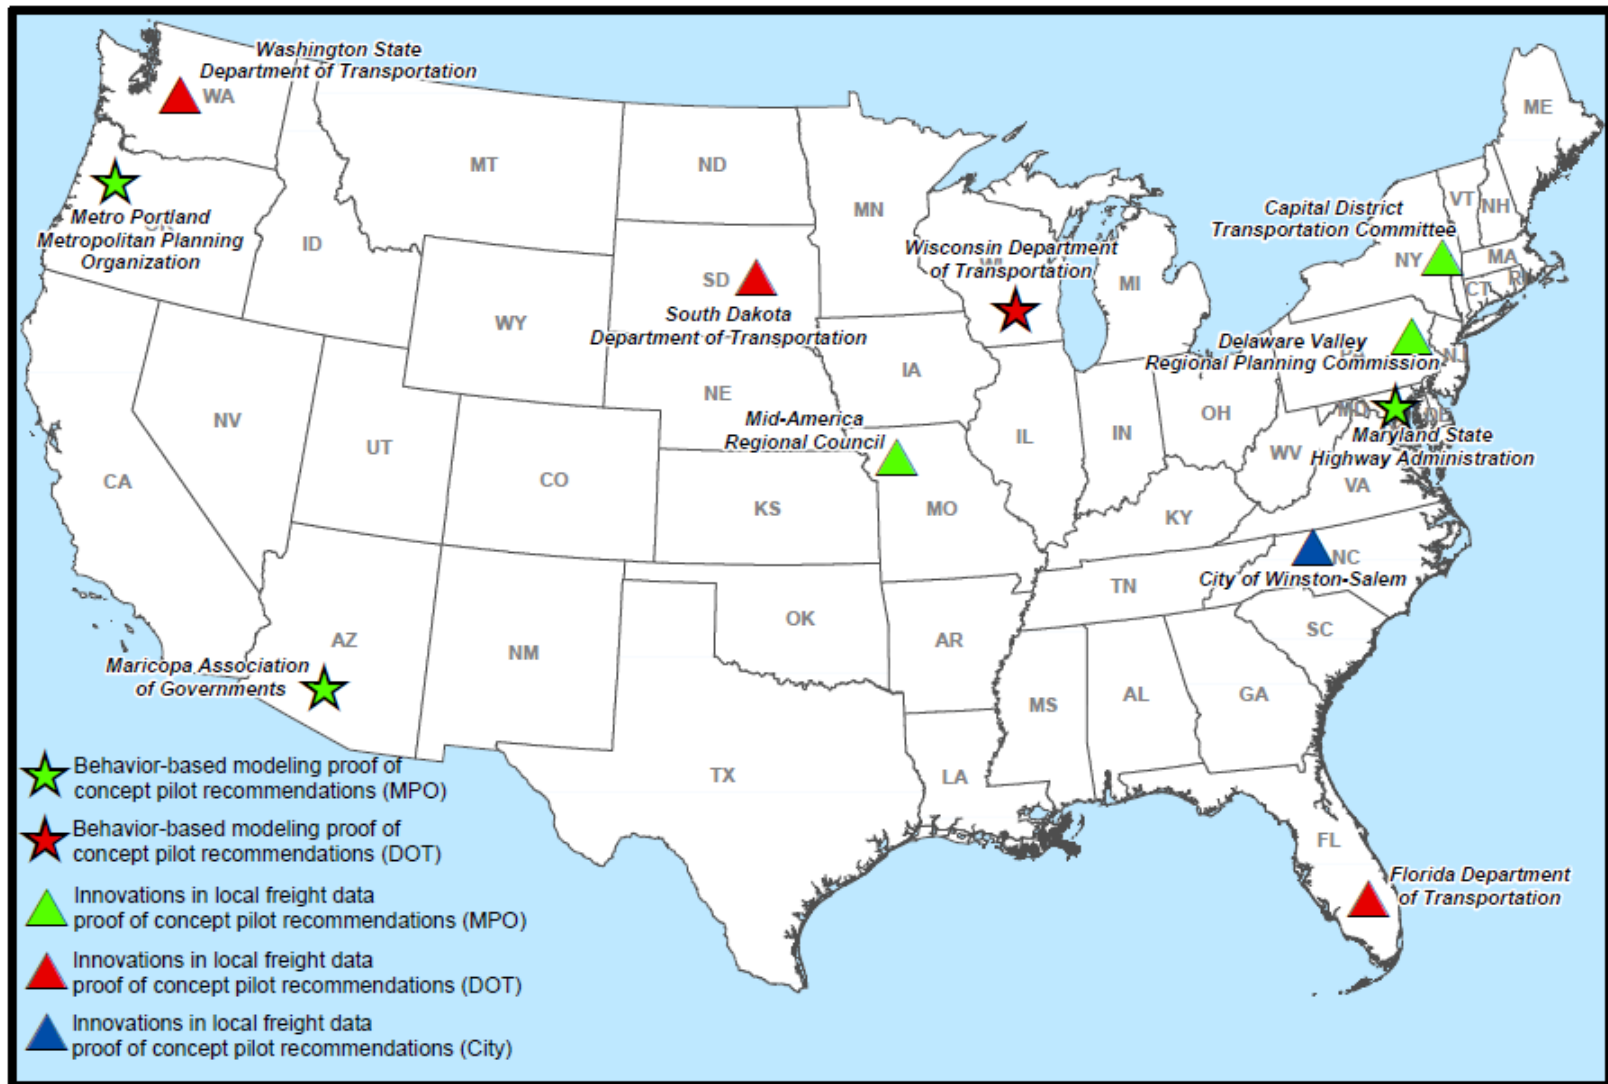 Washington State
Department of Transportation
WA
ME
MT
ND
MN
VT
NH
Metro Portland
Metropolitan Planning
Organization
ID
Capital District
Transportation Committee
NY
MA
CT
RI
Wisconsin Department
of Transportation
WI
MI
SD
South Dakota
Department of Transportation
WY
Delaware Valley
Regional Planning Commission
PA
NJ
IA
NE
NV
UT
CO
CA
Mid-America
Regional Council
IL
IN
OH
MD
DE
Maryland State
Highway Administration
WV
VA
KS
MO
KY
NC
City of Winston-Salem
TN
OK
AR
SC
AZ
NM
Maricopa Association
of Governments
MS
AL
GA
TX
LA
FL
Florida Department
of Transportation
Behavior-based modeling proof of
concept pilot recommendations (MPO)
Behavior-based modeling proof of
concept pilot recommendations (DOT)
Innovations in local freight data
proof of concept pilot recommendations (MPO)
Innovations in local freight data
proof of concept pilot recommendations (DOT)
Innovations in local freight data
proof of concept pilot recommendations (City)